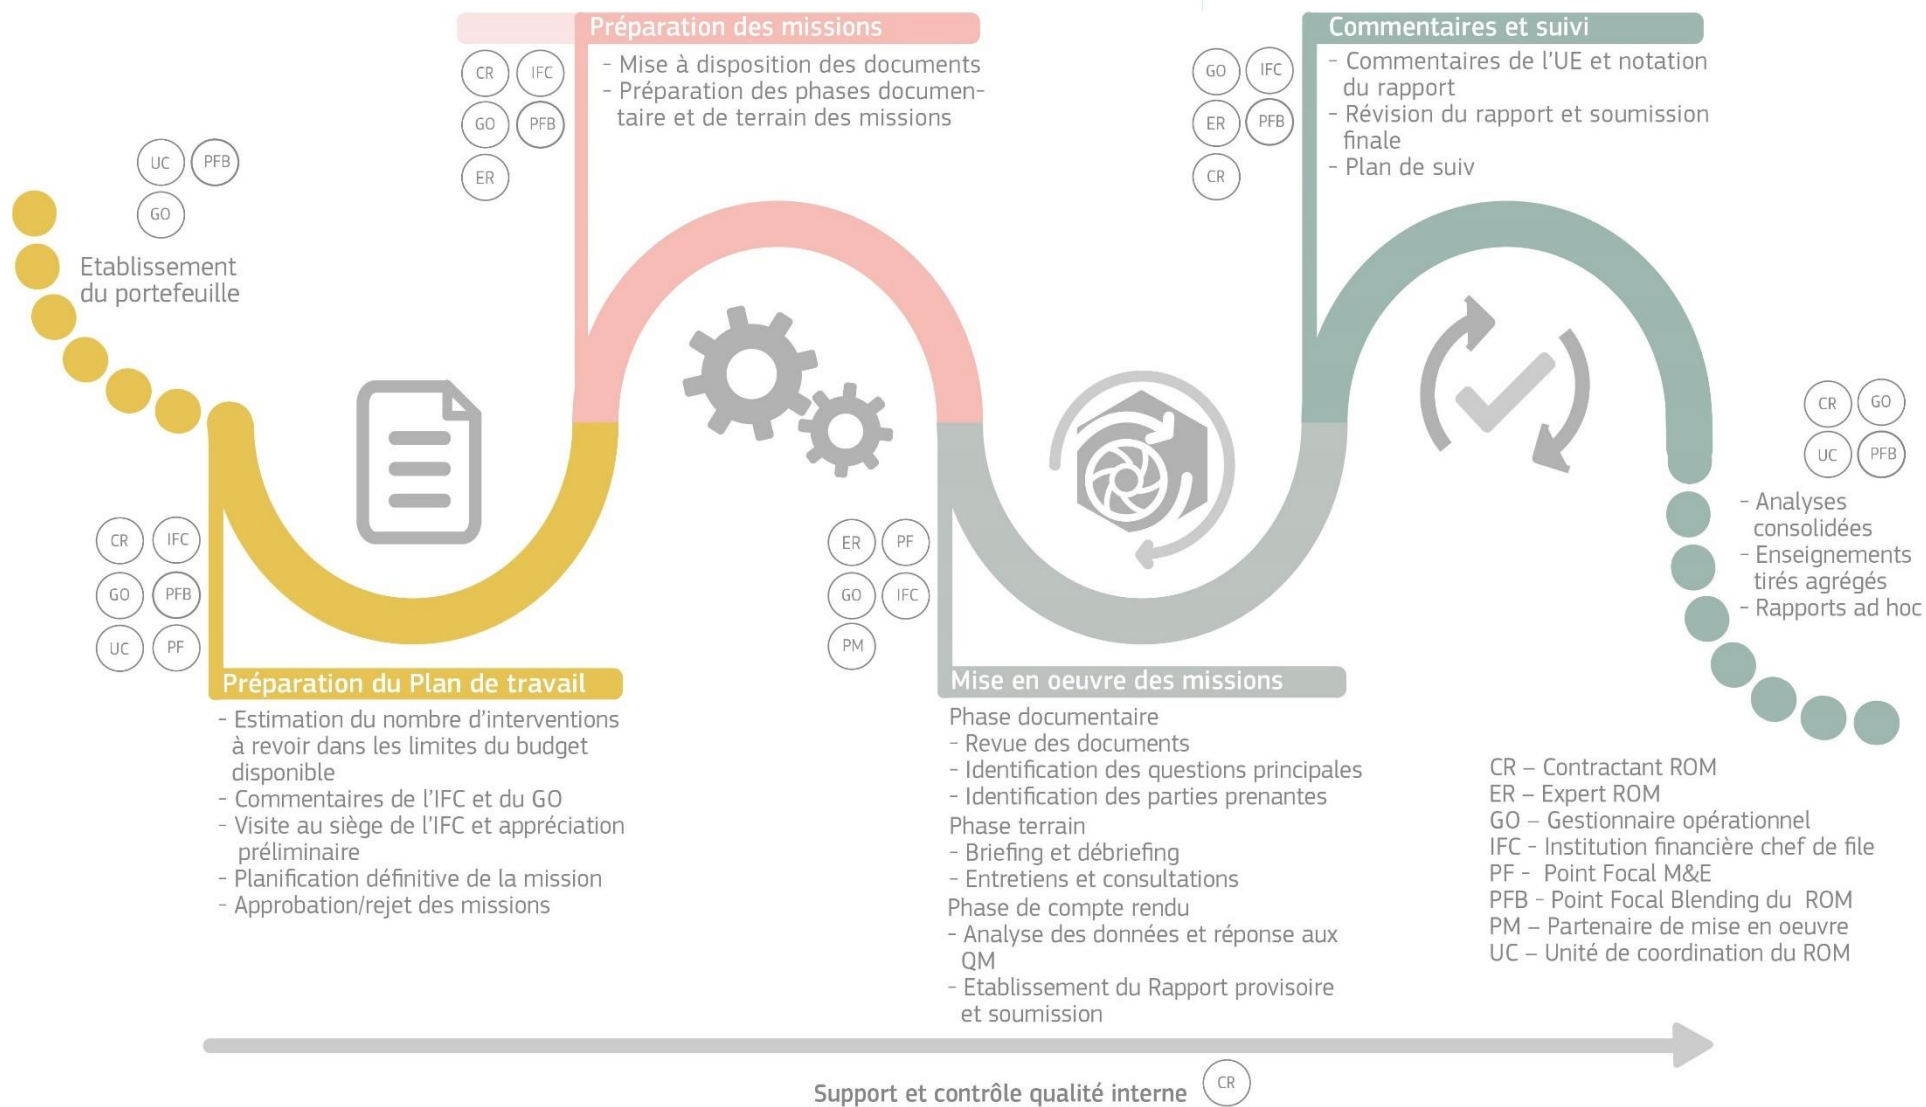 UC PFB
GO
Etablissement
du portefeuille
CR IFC
GO PFB
UC PF
Préparation du Plan de travail
- Estimation du nombre d'interventions
à revoir dans les limites du budget
disponible
- Commentaires de l'IFC et du GO
- Visite au siège de l'IFC et appréciation
préliminaire
- Planification définitive de la mission
- Approbation/rejet des missions
Préparation des missions
CR IFC
GO PFB
ER
- Mise à disposition des documents
- Préparation des phases documen-
taire et de terrain des missions
ER PF
GO IFC
PM
Mise en oeuvre des missions
Phase documentaire
- Revue des documents
- Identification des questions principales
- Identification des parties prenantes
Phase terrain
- Briefing et débriefing
- Entretiens et consultations
Phase de compte rendu
- Analyse des données et réponse aux
QM
- Etablissement du Rapport provisoire
et soumission
Commentaires et suivi
GO IFC
ER PFB
CR
- Commentaires de l'UE et notation
du rapport
- Révision du rapport et soumission
finale
- Plan de suiv
CR GO
UC PFB
- Analyses
consolidées
- Enseignements
tirés agrégés
- Rapports ad hoc
CR – Contractant ROM
ER – Expert ROM
GO – Gestionnaire opérationnel
IFC - Institution financière chef de file
PF - Point Focal M&E
PFB - Point Focal Blending du ROM
PM – Partenaire de mise en oeuvre
UC – Unité de coordination du ROM
Support et contrôle qualité interne CR